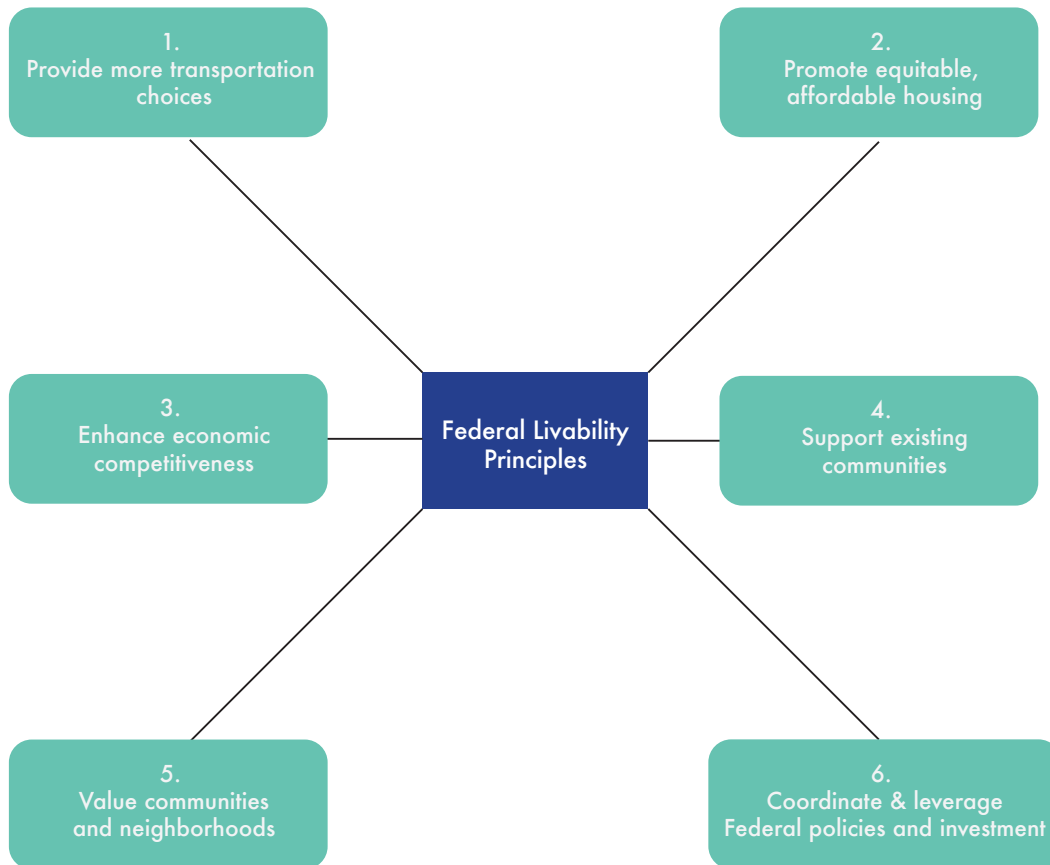 1.
Provide more transportation
choices
2.
Promote equitable,
affordable housing
3.
Enhance economic
competitiveness
Federal Livability
Principles
4.
Support existing
communities
5.
Value communities
and neighborhoods
6.
Coordinate & leverage
Federal policies and investment